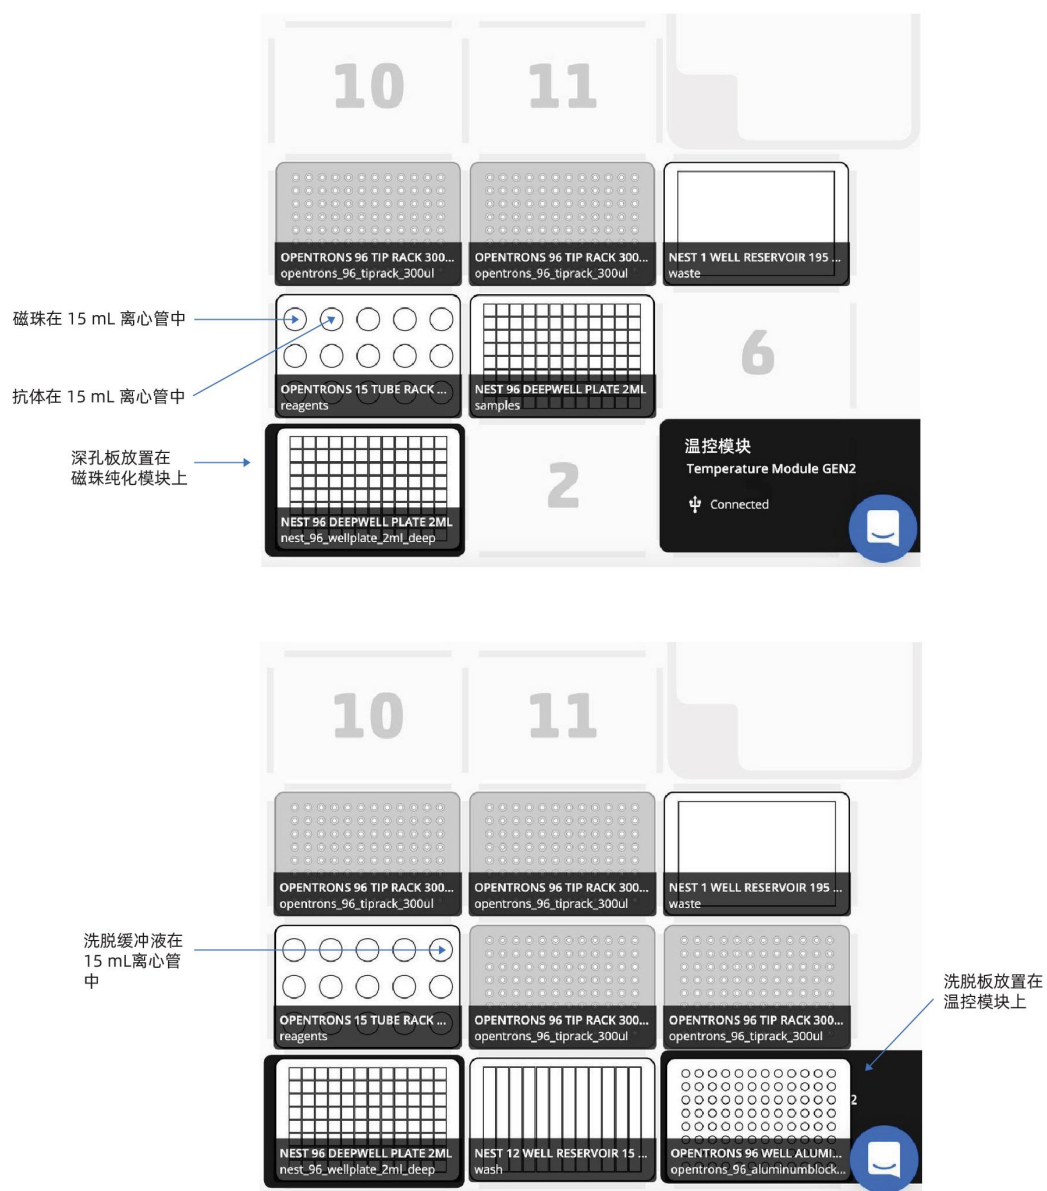 10
11
OPENTRONS 96 TIP RACK 300...
opentrons_96_tiprack_300ul
OPENTRONS 96 TIP RACK 300...
opentrons_96_tiprack_300ul
NEST 1 WELL RESERVOIR 195 ...
waste
磁珠在 15 mL 离心管中
抗体在 15 mL 离心管中
OPENTRONS 15 TUBE RACK ...
reagents
NEST 96 DEEPWELL PLATE 2ML
samples
6
深孔板放置在
磁珠纯化模块上
NEST 96 DEEPWELL PLATE 2ML
nest_96_wellplate_2ml_deep
2
温控模块
Temperature Module GEN2
Connected
10
11
OPENTRONS 96 TIP RACK 300...
opentrons_96_tiprack_300ul
OPENTRONS 96 TIP RACK 300...
opentrons_96_tiprack_300ul
NEST 1 WELL RESERVOIR 195 ...
waste
洗脱缓冲液在
15 mL离心管
中
OPENTRONS 15 TUBE RACK ...
reagents
OPENTRONS 96 TIP RACK 300...
opentrons_96_tiprack_300ul
OPENTRONS 96 TIP RACK 300...
opentrons_96_tiprack_300ul
洗脱板放置在
温控模块上
NEST 96 DEEPWELL PLATE 2ML
nest_96_wellplate_2ml_deep
NEST 12 WELL RESERVOIR 15 ...
wash
OPENTRONS 96 WELL ALUMI...
opentrons_96_aluminumblock...
2